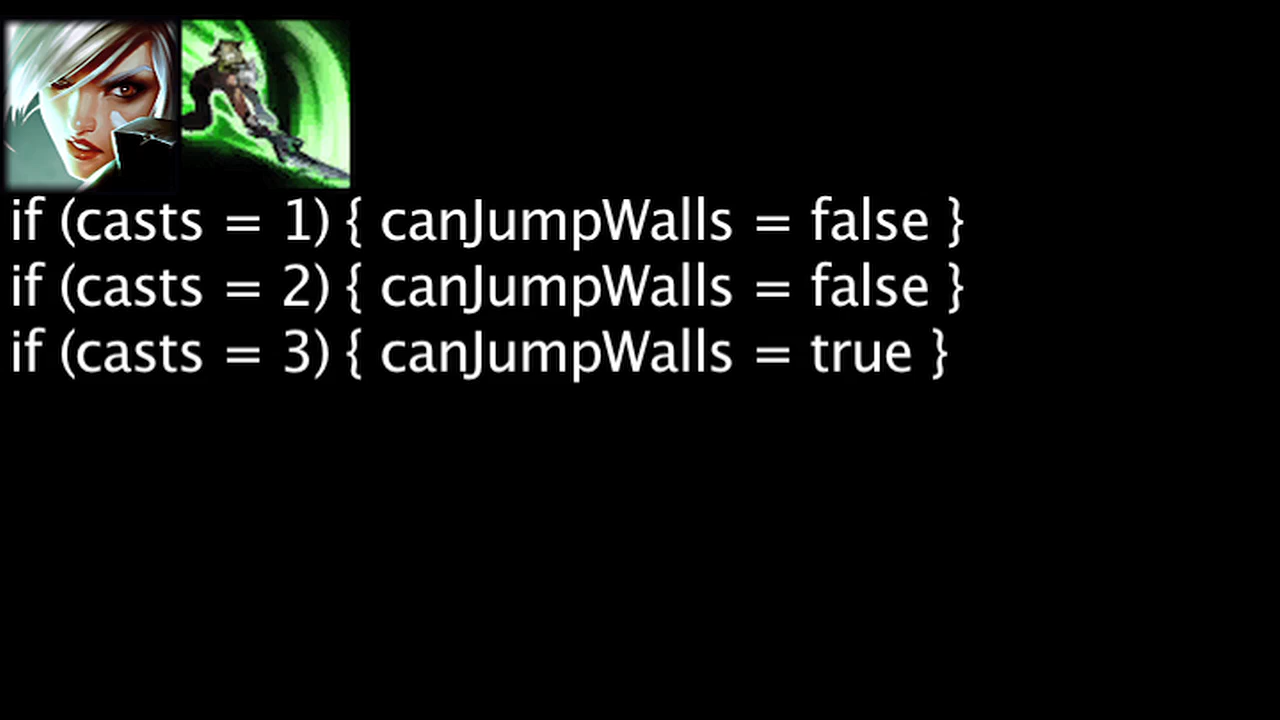 if (casts = 1) { canJumpWalls = false }
if (casts = 2) { canJumpWalls = false }
if (casts = 3) { canJumpWalls = true }